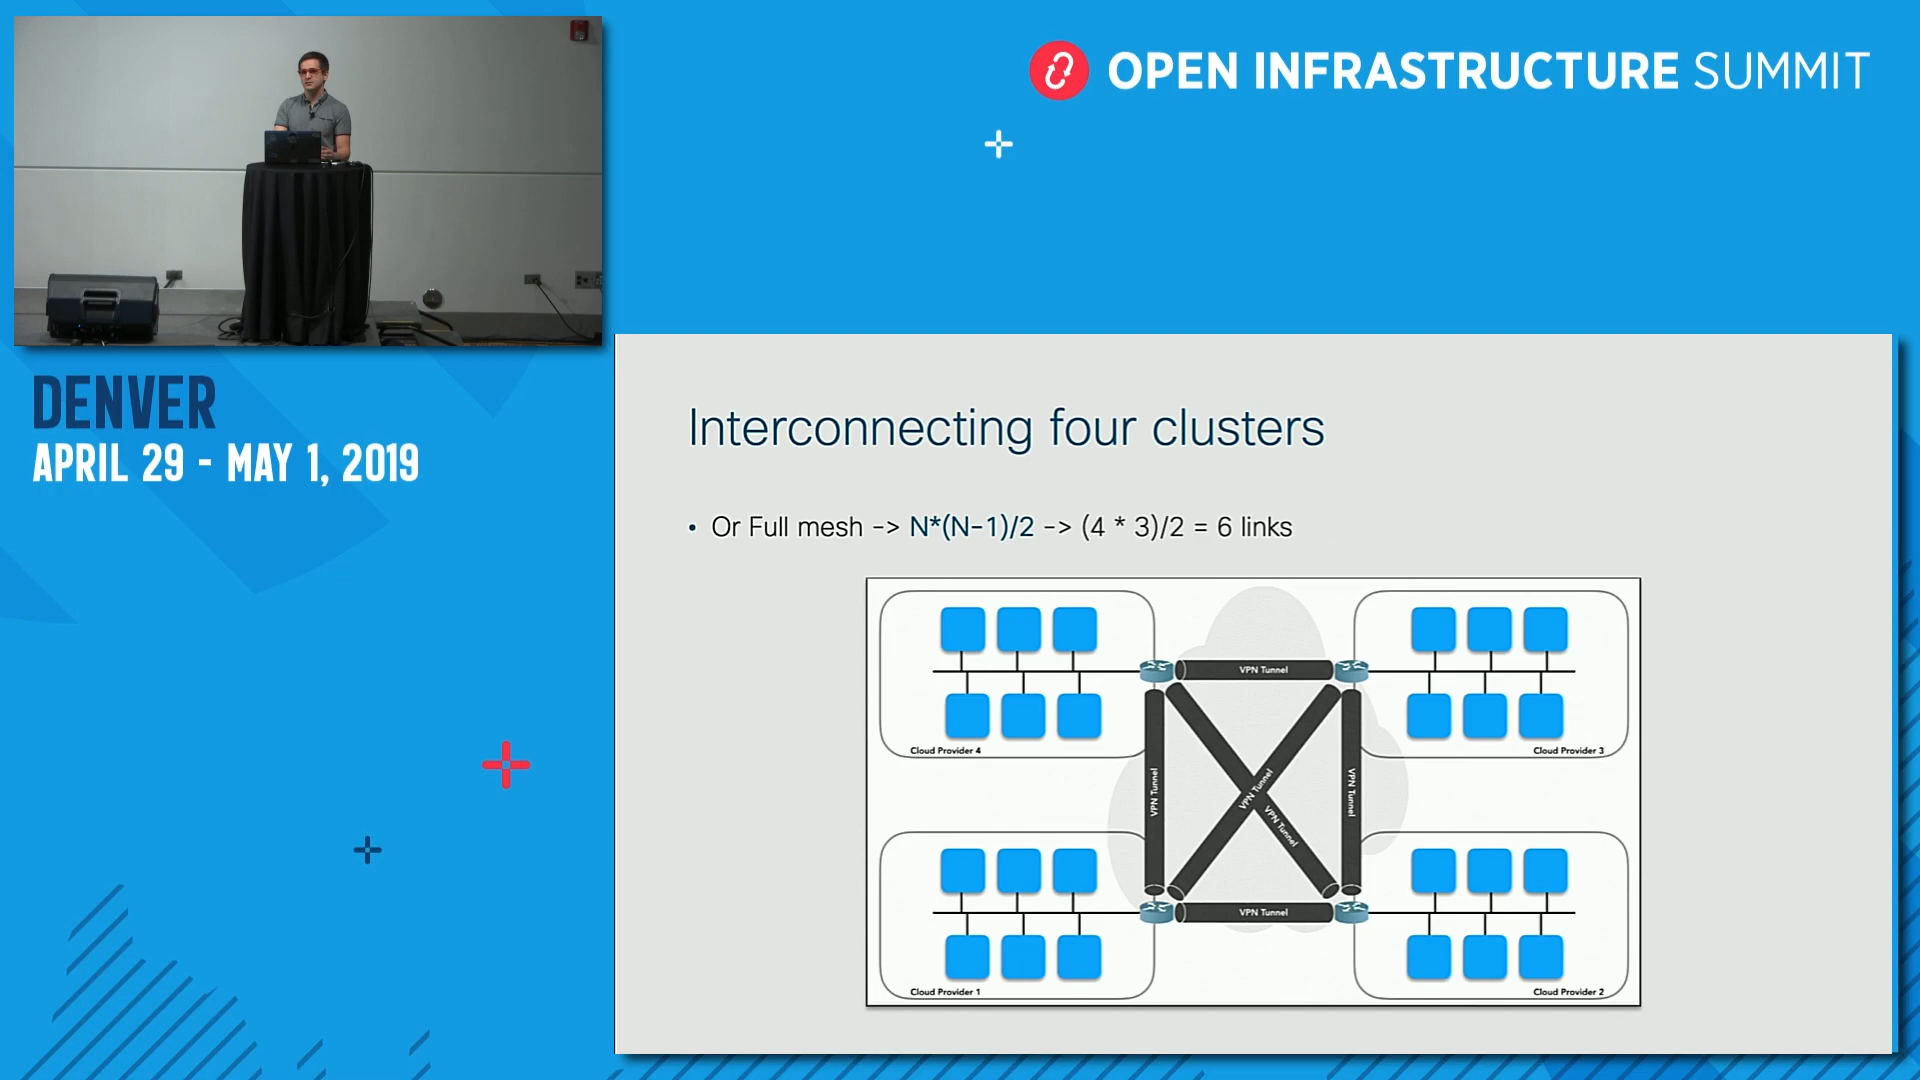 OPEN INFRASTRUCTURE SUMMIT
DENVER
APRIL 29 - MAY 1, 2019
Interconnecting four clusters
• Or Full mesh -> N*(N-1)/2 -> (4 * 3)/2 = 6 links
VPN Tunnel
Cloud Provider 4
Cloud Provider 3
VPN Tunnel
VPN Tunnel
VPN Tunnel
VPN Tunnel
VPN Tunnel
Cloud Provider 1
Cloud Provider 2